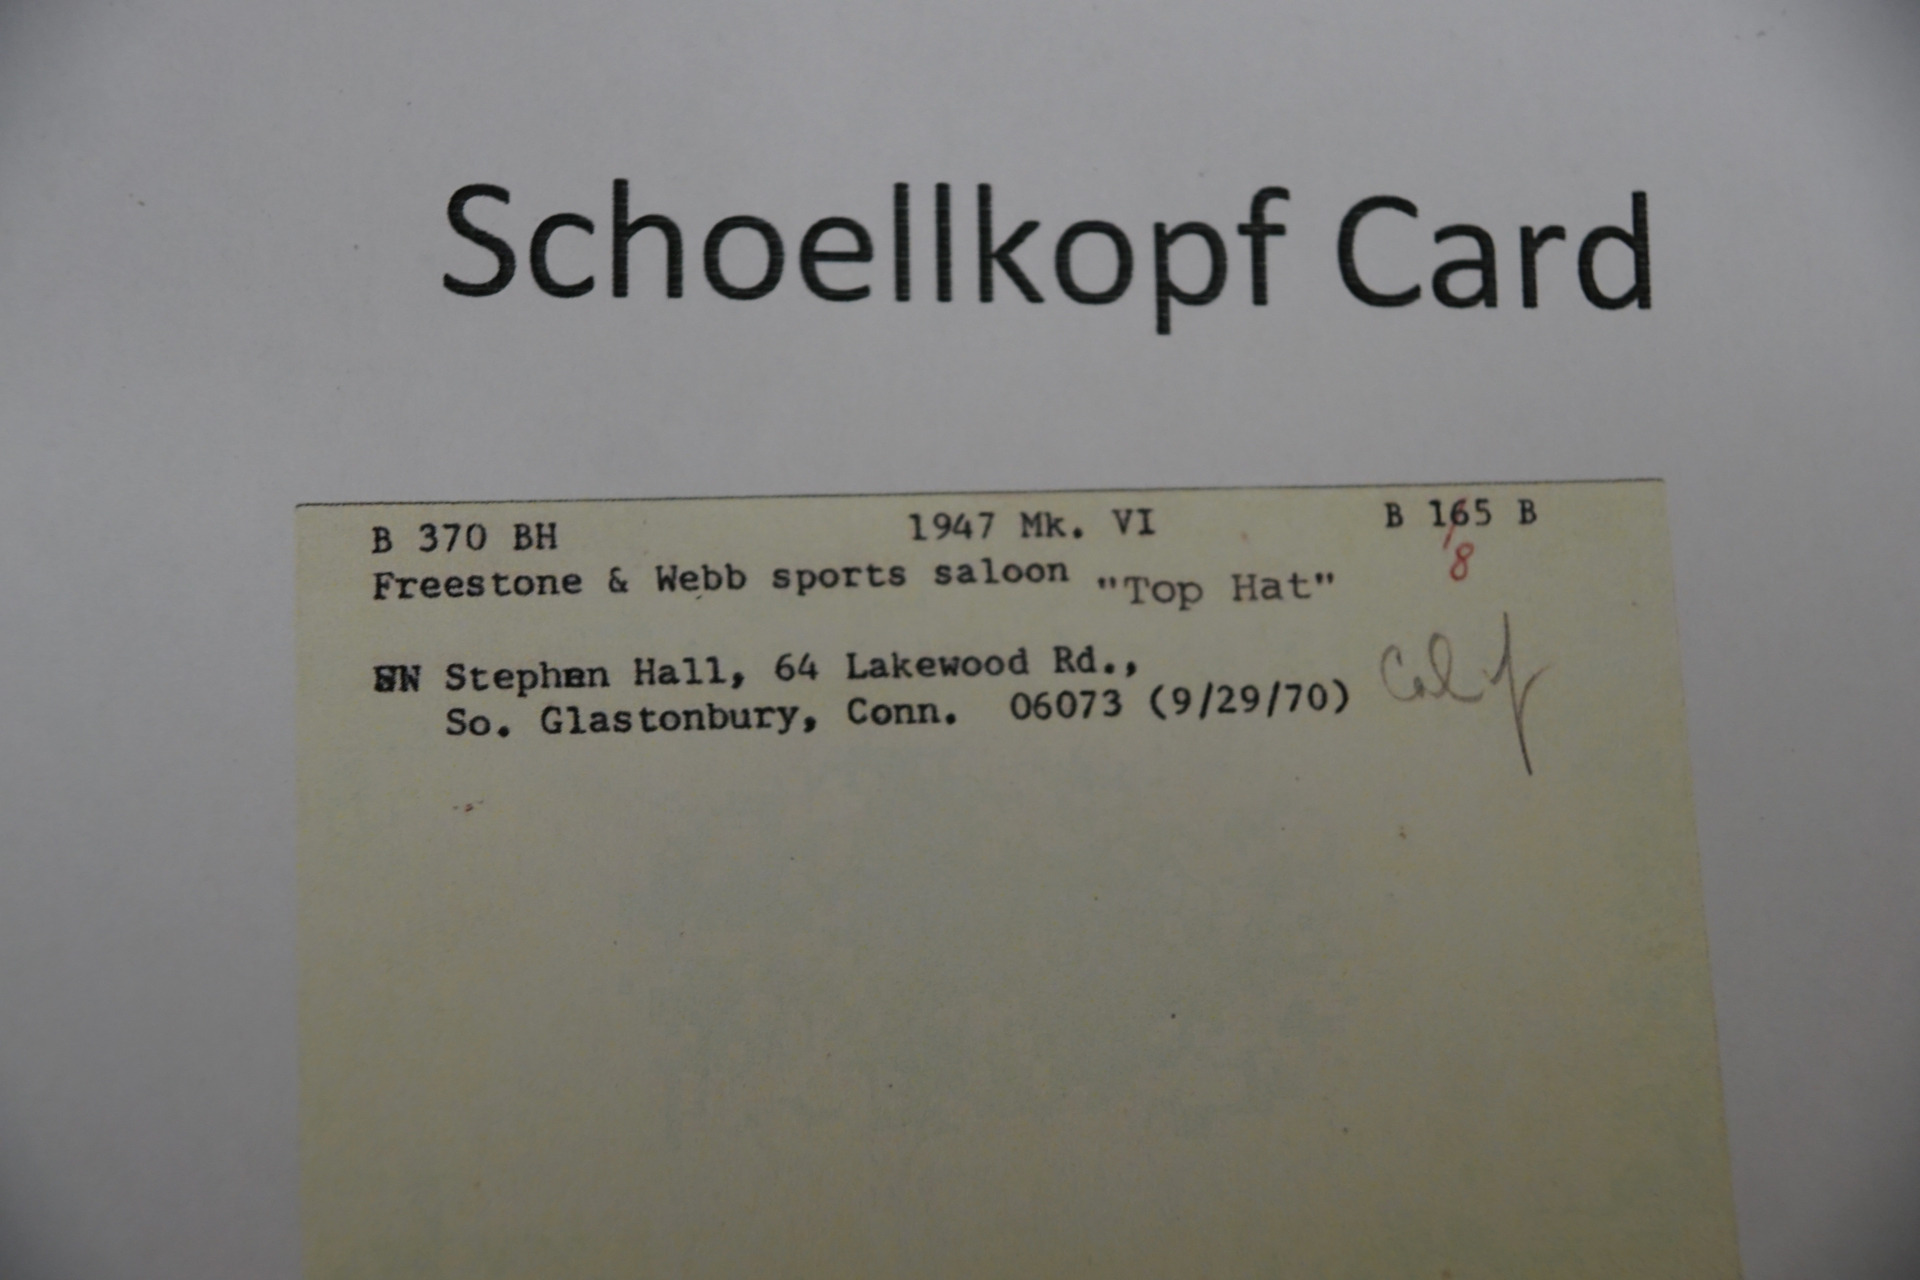 Schoellkopf Card
B 370 BH 1947 Mk. VI B 165 B
8
Freestone & Webb sports saloon "Top Hat"
Stephen Hall, 64 Lakewood Rd.,
So. Glastonbury, Conn. 06073 (9/29/70)
Calif